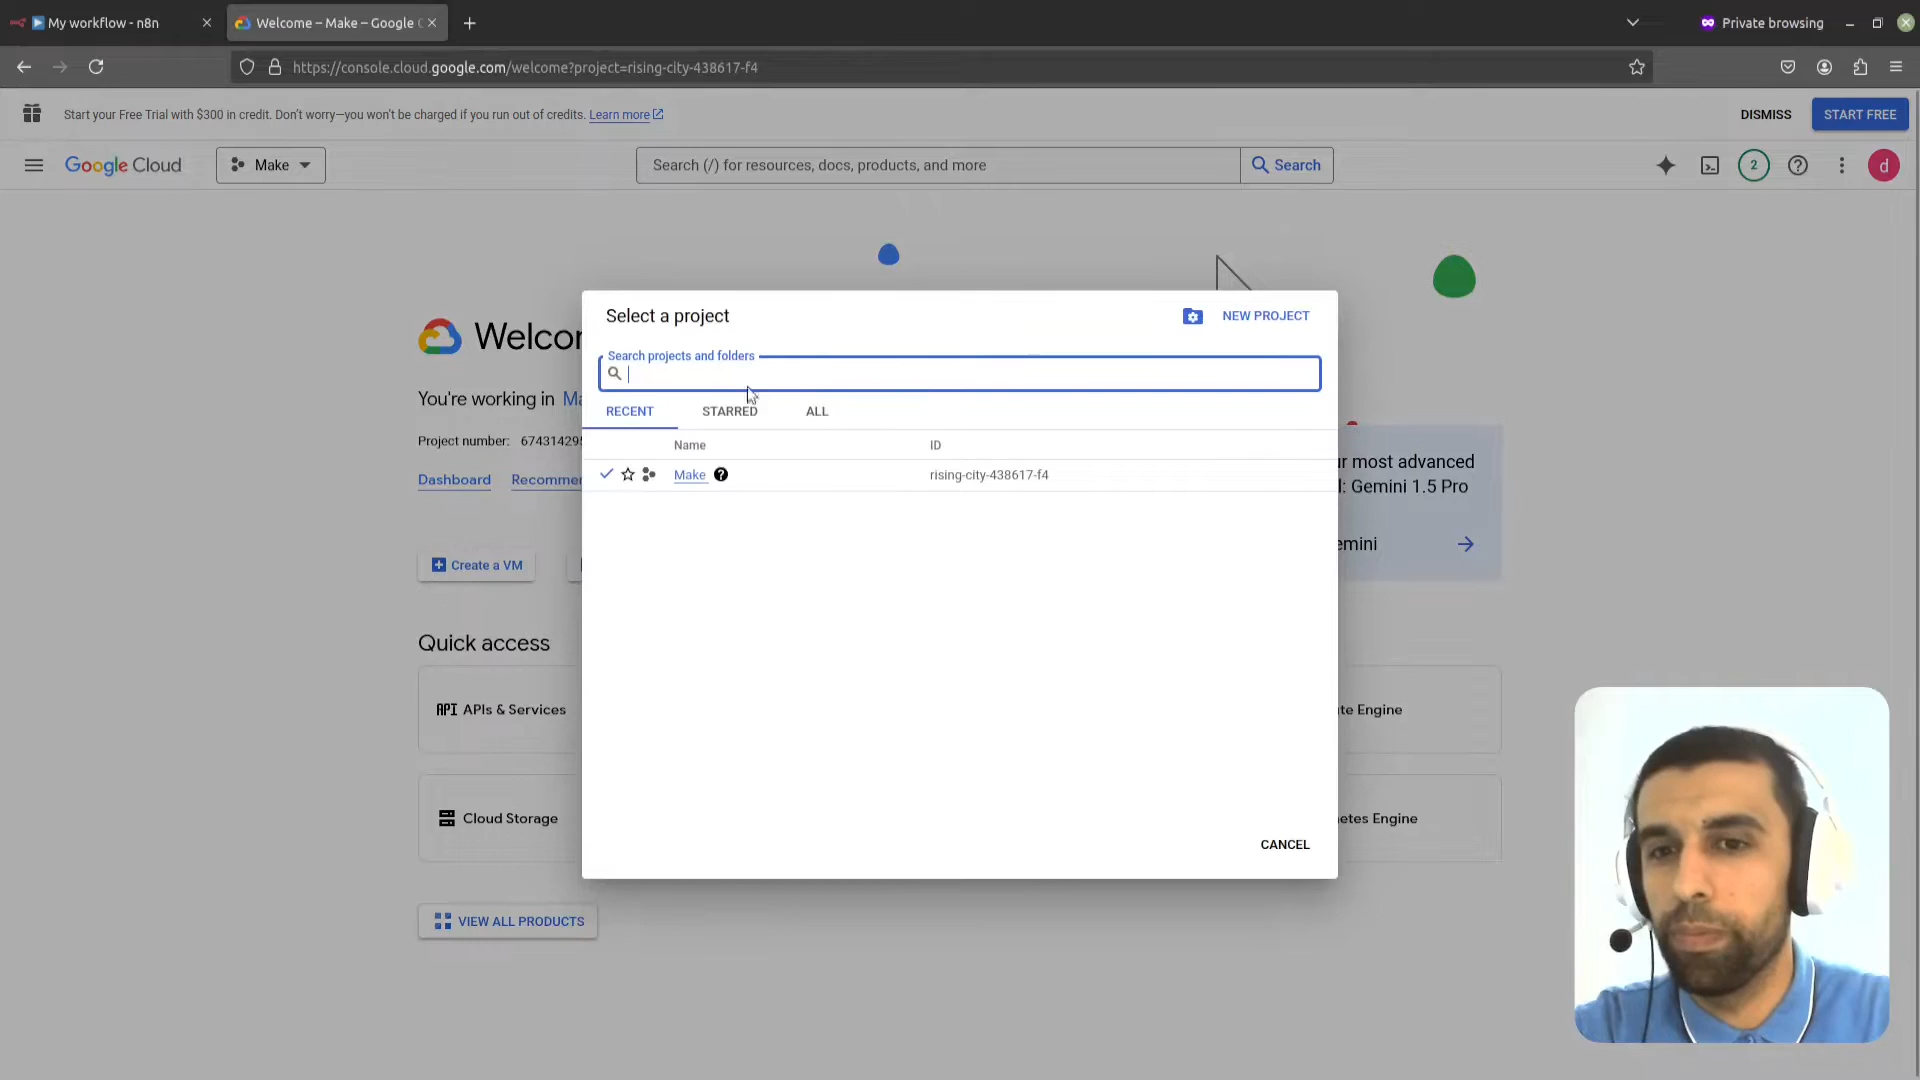 My workflow - n8n
Welcome – Make – Google C
Private browsing
https://console.cloud.google.com/welcome?project=rising-city-438617-f4
Start your Free Trial with $300 in credit. Don't worry—you won't be charged if you run out of credits. Learn more
DISMISS
START FREE
Google Cloud
Make
Search (/) for resources, docs, products, and more
Search
2
d
Select a project
NEW PROJECT
Search projects and folders
RECENT
STARRED
ALL
Name
ID
Make
rising-city-438617-f4
CANCEL
Welcom
You're working in Ma
Project number: 67431429
Dashboard
Recommen
ur most advanced
l: Gemini 1.5 Pro
emini
Create a VM
Quick access
API APIs & Services
te Engine
Cloud Storage
etes Engine
VIEW ALL PRODUCTS